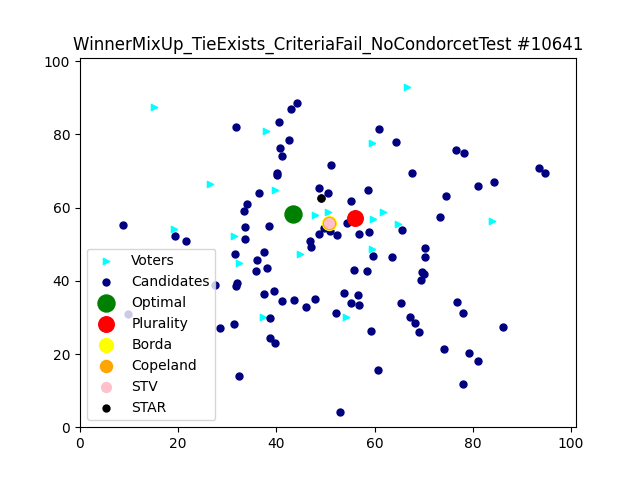 WinnerMixUp_TieExists_CriteriaFail_NoCondorcetTest #10641
100
80
60
40
20
0
Voters
Candidates
Optimal
Plurality
Borda
Copeland
STV
STAR
0 20 40 60 80 100